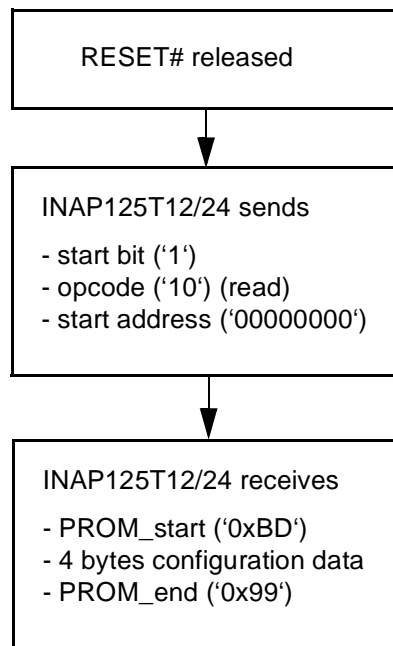 RESET# released
INAP125T12/24 sends
- start bit (‘1‘)
- opcode (‘10‘) (read)
- start address (‘00000000‘)
INAP125T12/24 receives
- PROM_start (‘0xBD‘)
- 4 bytes configuration data
- PROM_end (‘0x99‘)